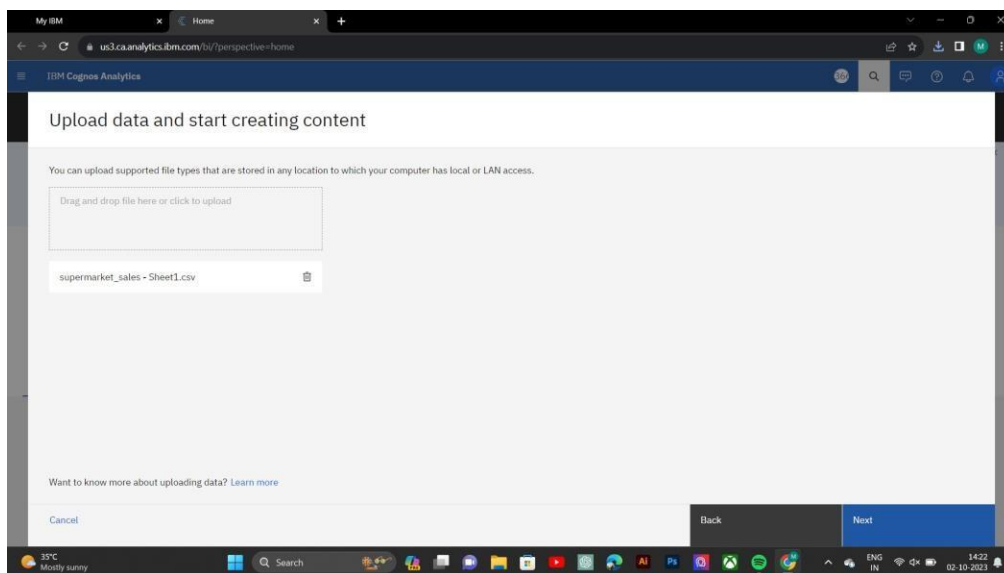 My IBM
Home
us3.ca.analytics.ibm.com/bi/?perspective=home
M
IBM Cognos Analytics
Upload data and start creating content
You can upload supported file types that are stored in any location to which your computer has local or LAN access.
Drag and drop file here or click to upload
supermarket_sales - Sheet1.csv
Want to know more about uploading data? Learn more
Cancel
Back
Next
35°C
Mostly sunny
Search
Ai
Ps
ENG
IN
14:22
02-10-2023